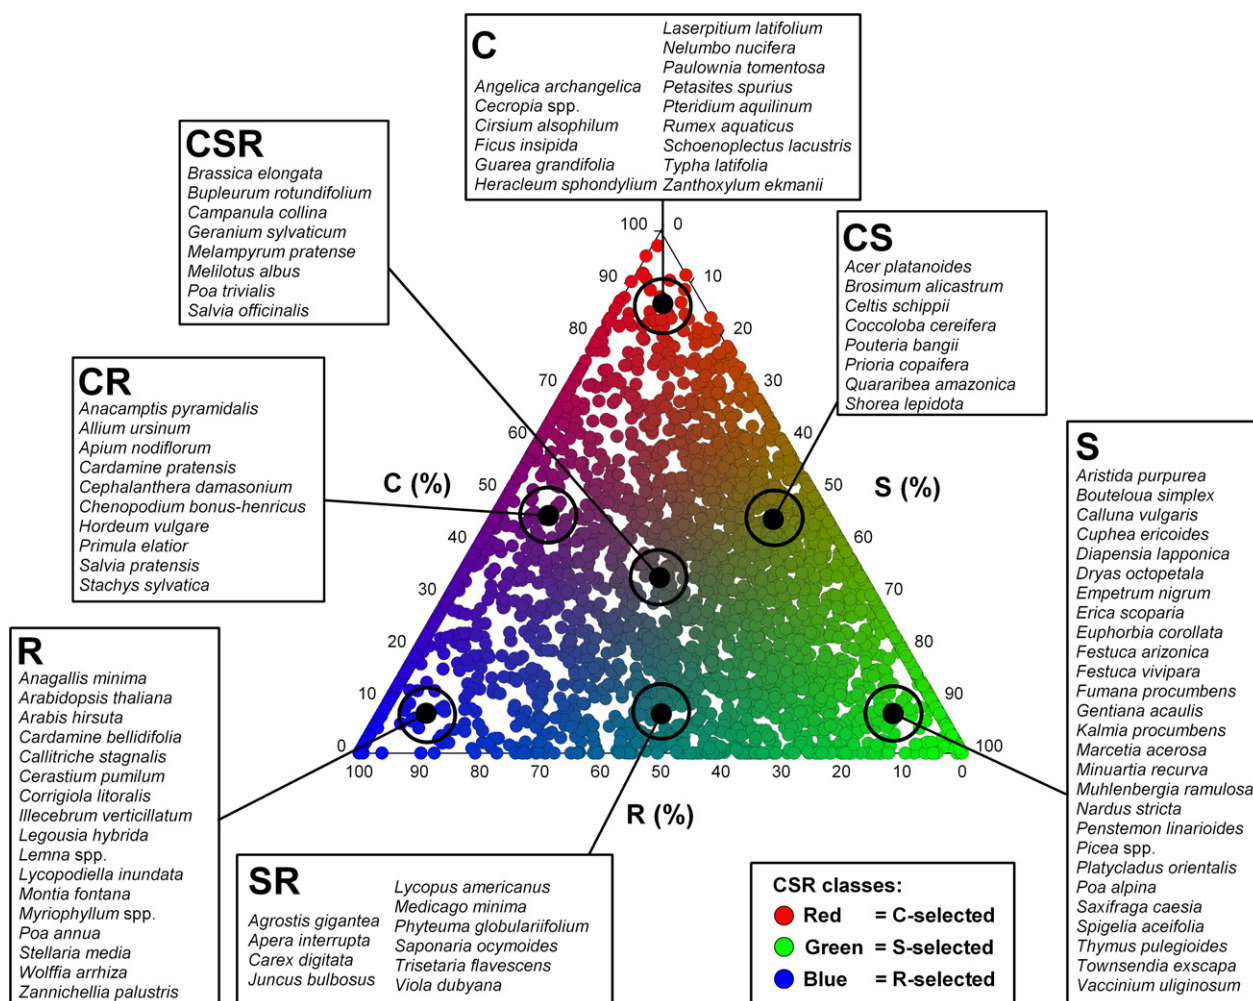 C
Angelica archangelica
Cecropia spp.
Cirsium alsophilum
Ficus insipida
Guarea grandifolia
Heracleum sphondylium
Laserpitium latifolium
Nelumbo nucifera
Paulownia tomentosa
Petasites spurius
Pteridium aquilinum
Rumex aquaticus
Schoenoplectus lacustris
Typha latifolia
Zanthoxylum ekmanii
CSR
Brassica elongata
Bupleurum rotundifolium
Campanula collina
Geranium sylvaticum
Melampyrum pratense
Melilotus albus
Poa trivialis
Salvia officinalis
CS
Acer platanoides
Brosimum alicastrum
Celtis schippii
Coccoloba cereifera
Pouteria bangii
Prioria copaifera
Quararibea amazonica
Shorea lepidota
CR
Anacamptis pyramidalis
Allium ursinum
Apium nodiflorum
Cardamine pratensis
Cephalanthera damasonium
Chenopodium bonus-henricus
Hordeum vulgare
Primula elatior
Salvia pratensis
Stachys sylvatica
S
Aristida purpurea
Bouteloua simplex
Calluna vulgaris
Cuphea ericoides
Diapensia lapponica
Dryas octopetala
Empetrum nigrum
Erica scoparia
Euphorbia corollata
Festuca arizonica
Festuca vivipara
Fumana procumbens
Gentiana acaulis
Kalmia procumbens
Marcetia acerosa
Minuartia recurva
Muhlenbergia ramulosa
Nardus stricta
Penstemon linarioides
Picea spp.
Platycladus orientalis
Poa alpina
Saxifraga caesia
Spigelia aceifolia
Thymus pulegioides
Townsendia exscapa
Vaccinium uliginosum
R
Anagallis minima
Arabidopsis thaliana
Arabis hirsuta
Cardamine bellidifolia
Callitriche stagnalis
Cerastium pumilum
Corrigiola litoralis
Illecebrum verticillatum
Legousia hybrida
Lemna spp.
Lycopodiella inundata
Montia fontana
Myriophyllum spp.
Poa annua
Stellaria media
Wolffia arrhiza
Zannichellia palustris
SR
Agrostis gigantea
Apera interrupta
Carex digitata
Juncus bulbosus
Lycopus americanus
Medicago minima
Phyteuma globulariifolium
Saponaria ocymoides
Trisetaria flavescens
Viola dubyana
C (%)
100
90
80
70
60
50
40
30
20
10
0
S (%)
0
10
20
30
40
50
60
70
80
90
100
R (%)
100
90
80
70
60
50
40
30
20
10
0
CSR classes:
Red = C-selected
Green = S-selected
Blue = R-selected